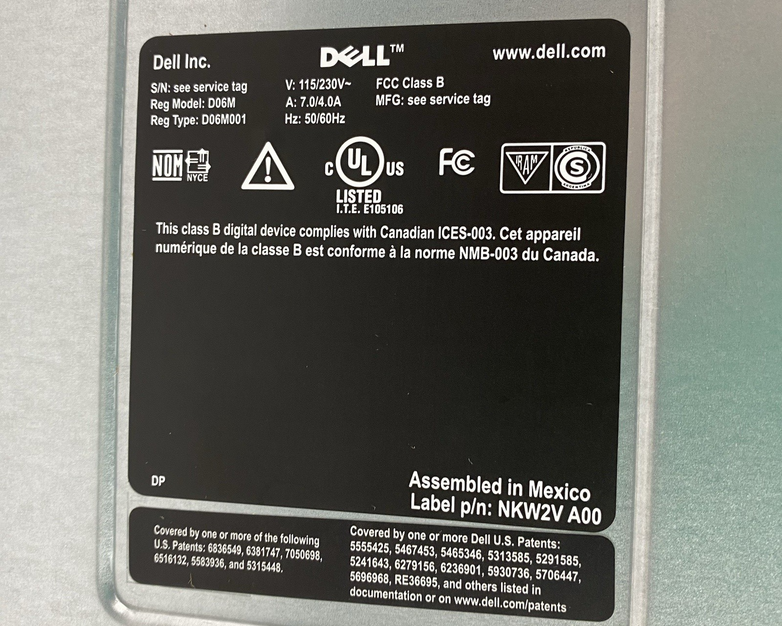 Dell Inc.
DELL™
www.dell.com
S/N: see service tag
Reg Model: D06M
Reg Type: D06M001
V: 115/230V~
A: 7.0/4.0A
Hz: 50/60Hz
FCC Class B
MFG: see service tag
NOM
NYCE
C UL US
LISTED
I.T.E. E105106
FC
IRAM
S
This class B digital device complies with Canadian ICES-003. Cet appareil
numérique de la classe B est conforme à la norme NMB-003 du Canada.
DP
Assembled in Mexico
Label p/n: NKW2V A00
Covered by one or more of the following
U.S. Patents: 6836549, 6381747, 7050698,
6516132, 5583936, and 5315448.
Covered by one or more Dell U.S. Patents:
5555425, 5467453, 5465346, 5313585, 5291585,
5241643, 6279156, 6236901, 5930736, 5706447,
5696968, RE36695, and others listed in
documentation or on www.dell.com/patents